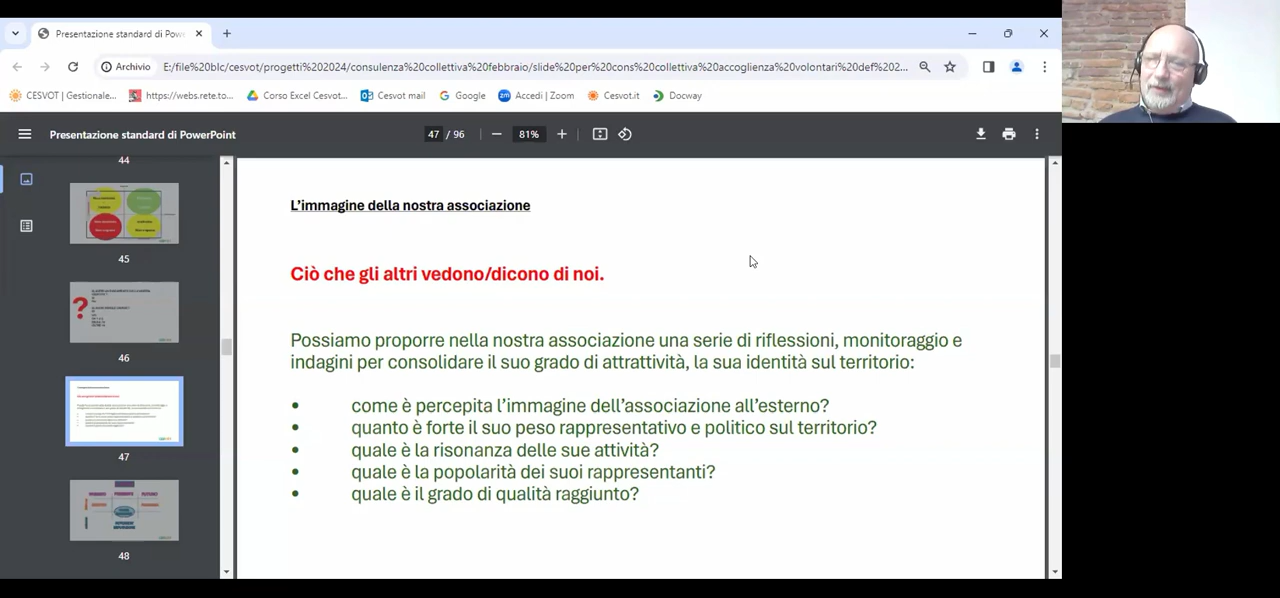 Presentazione standard di Pow
Archivio
E:/file%20blc/cesvot/progetti%202024/consulenza%20collettiva%20febbraio/slide%20per%20cons%20collettiva%20accoglienza%20volontari%20def%202...
CESVOT | Gestionale...
https://webs.rete.to...
Corso Excel Cesvot...
Cesvot mail
Google
Accedi | Zoom
Cesvot.it
Docway
Presentazione standard di PowerPoint
47 / 96
81%
44
45
46
47
48
L'immagine della nostra associazione
Ciò che gli altri vedono/dicono di noi.
Possiamo proporre nella nostra associazione una serie di riflessioni, monitoraggio e
indagini per consolidare il suo grado di attrattività, la sua identità sul territorio:
• come è percepita l'immagine dell'associazione all'esterno?
• quanto è forte il suo peso rappresentativo e politico sul territorio?
• quale è la risonanza delle sue attività?
• quale è la popolarità dei suoi rappresentanti?
• quale è il grado di qualità raggiunto?